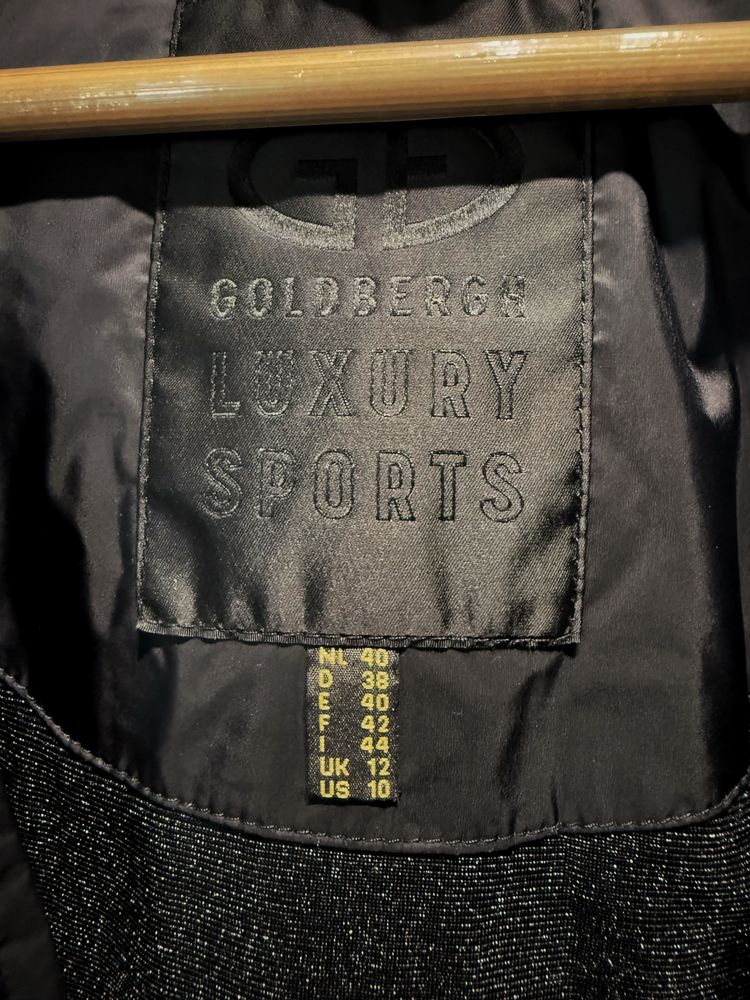 GOLDBERGH
LUXURY
SPORTS
NL 40
D 38
E 40
F 42
I 44
UK 12
US 10